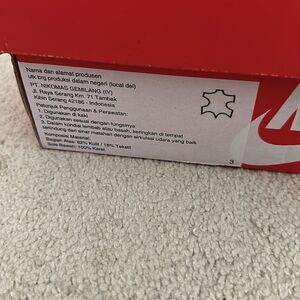 Nama dan alamat produsen
utk brg produksi dalam negeri (local del)
PT. NIKOMAS GEMILANG (IY)
Jl. Raya Serang Km. 71 Tambak
Kibin Serang 42186 - Indonesia
Petunjuk Penggunaan & Perawatan:
1. Digunakan di kaki
2. Digunakan sesuai dengan fungsinya
3. Dalam kondisi lembab atau basah, keringkan di tempat
terlindung dari sinar matahari dengan sirkulasi udara yang baik
Komposisi Material:
Bagian Atas: 82% Kulit / 18% Tekstil
Sole Bawah: 100% Karet
3